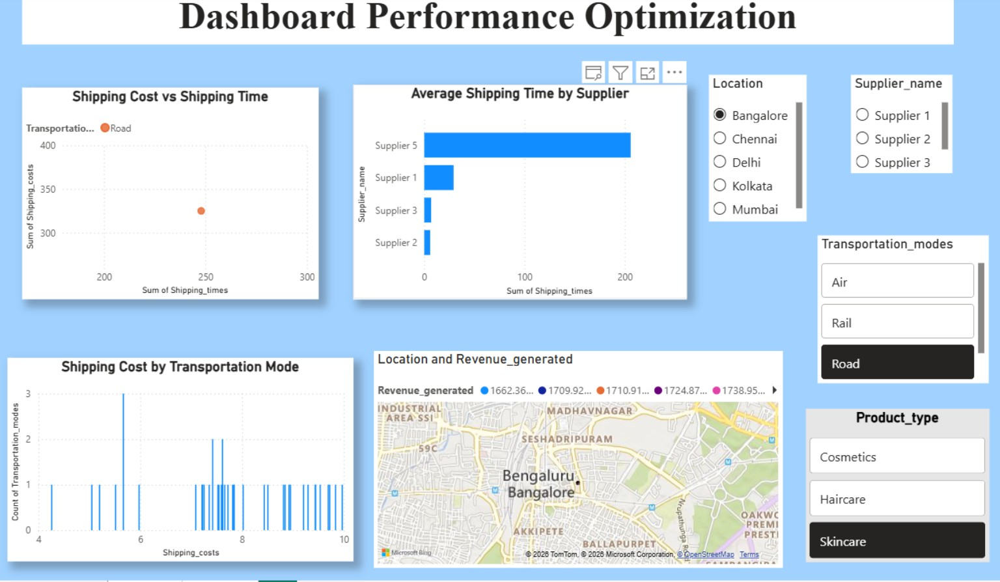 Dashboard Performance Optimization
Shipping Cost vs Shipping Time
Transportatio... Road
400
350
300
Sum of Shipping_costs
200 250 300
Sum of Shipping_times
Average Shipping Time by Supplier
Supplier_name
Supplier 5
Supplier 1
Supplier 3
Supplier 2
0 100 200
Sum of Shipping_times
Location
Bangalore
Chennai
Delhi
Kolkata
Mumbai
Supplier_name
Supplier 1
Supplier 2
Supplier 3
Transportation_modes
Air
Rail
Road
Shipping Cost by Transportation Mode
Count of Transportation_modes
3
2
1
0
4 6 8 10
Shipping_costs
Location and Revenue_generated
Revenue_generated 1662.36... 1709.92... 1710.91... 1724.87... 1738.95...
INDUSTRIAL
AREA SSI
MADHAVNAGAR
59C
SESHADRIPURAM
M
M
M
M
M
Bengaluru
Bangalore
Nrupathunga
AKKIPETE
BALLAPURPET
OAKWO
PREMI
PREST
Microsoft Bing
© 2026 TomTom, © 2026 Microsoft Corporation, © OpenStreetMap Terms
Product_type
Cosmetics
Haircare
Skincare